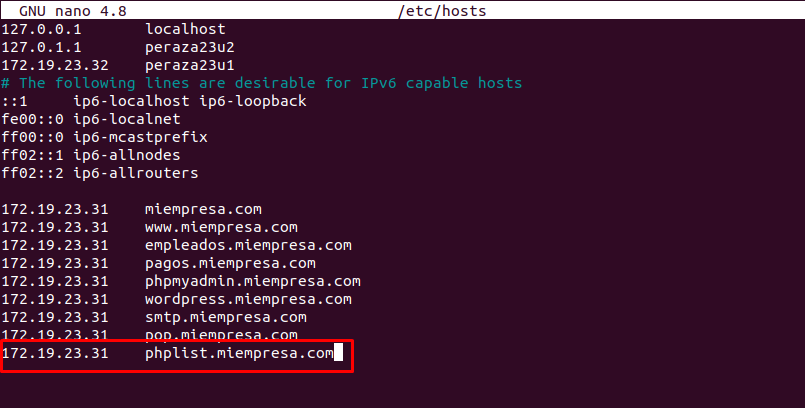 GNU nano 4.8 /etc/hosts
127.0.0.1 localhost
127.0.1.1 peraza23u2
172.19.23.32 peraza23u1
# The following lines are desirable for IPv6 capable hosts
::1 ip6-localhost ip6-loopback
fe00::0 ip6-localnet
ff00::0 ip6-mcastprefix
ff02::1 ip6-allnodes
ff02::2 ip6-allrouters
172.19.23.31 miempresa.com
172.19.23.31 www.miempresa.com
172.19.23.31 empleados.miempresa.com
172.19.23.31 pagos.miempresa.com
172.19.23.31 phpmyadmin.miempresa.com
172.19.23.31 wordpress.miempresa.com
172.19.23.31 smtp.miempresa.com
172.19.23.31 pop.miempresa.com
172.19.23.31 phplist.miempresa.com